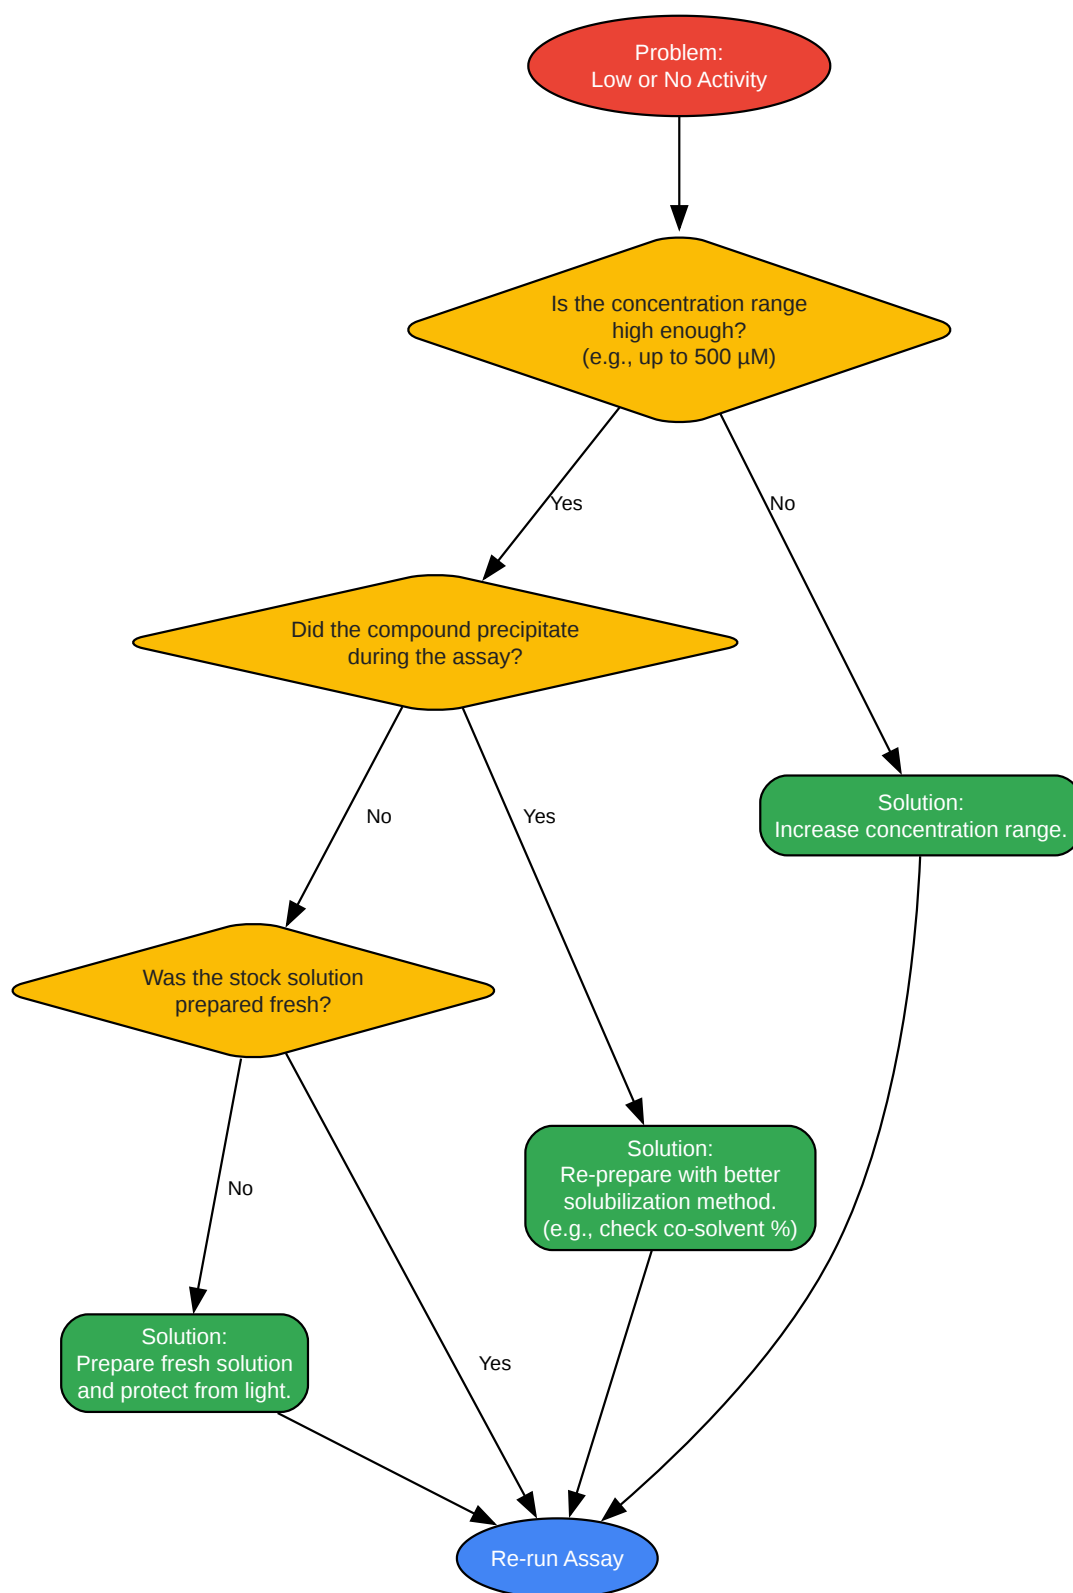 Problem:
Low or No Activity
Is the concentration range
high enough?
(e.g., up to 500 µM)
Yes
No
Did the compound precipitate
during the assay?
Solution:
Increase concentration range.
No
Yes
Was the stock solution
prepared fresh?
Solution:
Re-prepare with better
solubilization method.
(e.g., check co-solvent %)
No
Solution:
Prepare fresh solution
and protect from light.
Yes
Re-run Assay